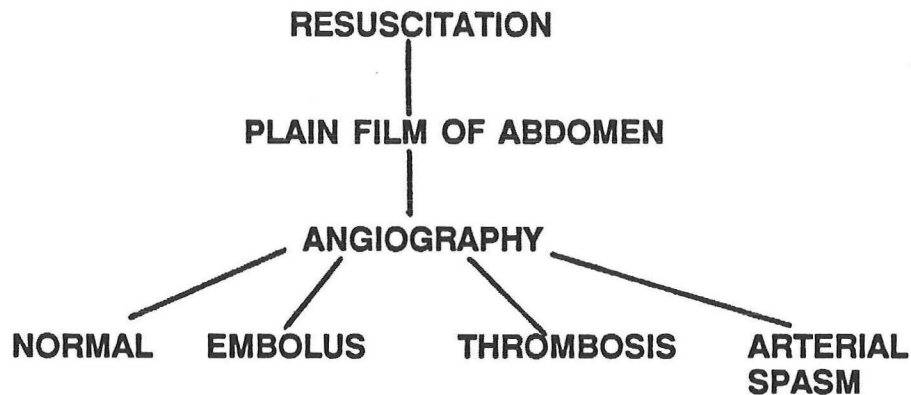 RESUSCITATION
PLAIN FILM OF ABDOMEN
ANGIOGRAPHY
NORMAL EMBOLUS THROMBOSIS ARTERIAL
SPASM